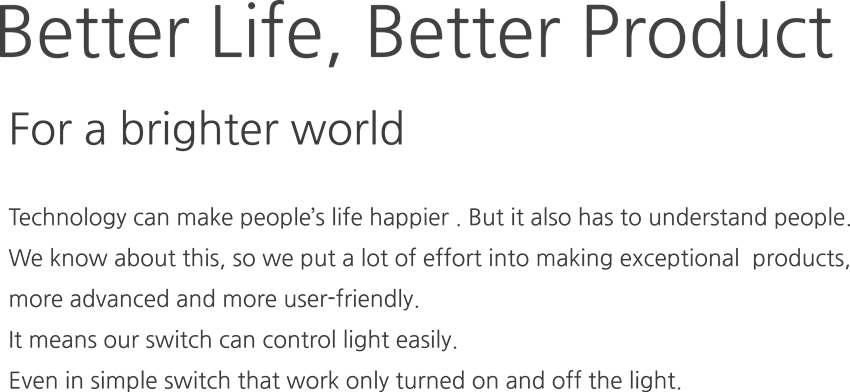 Better Life, Better Product
For a brighter world
Technology can make people’s life happier . But it also has to understand people.
We know about this, so we put a lot of effort into making exceptional  products,
more advanced and more user-friendly.
It means our switch can control light easily.
Even in simple switch that work only turned on and off the light.